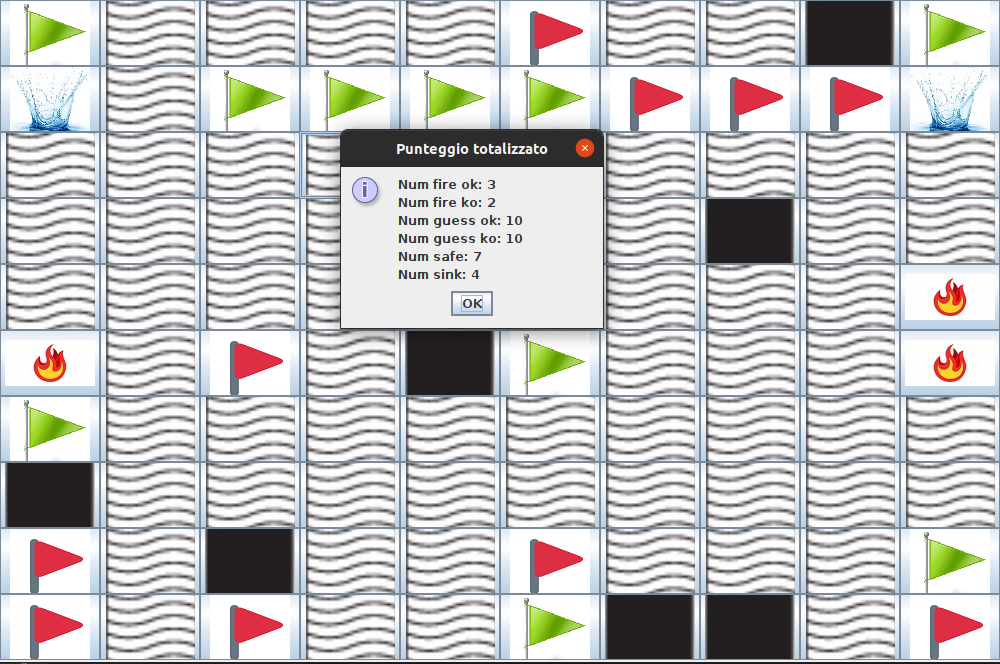 Punteggio totalizzato
Num fire ok: 3
Num fire ko: 2
Num guess ok: 10
Num guess ko: 10
Num safe: 7
Num sink: 4
OK